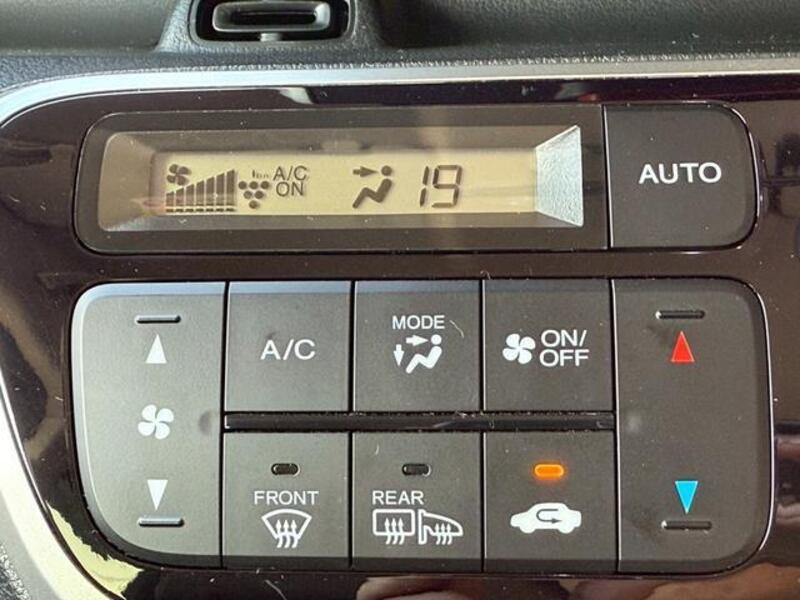 A/C
ON
19
AUTO
A/C
MODE
ON/
OFF
FRONT
REAR